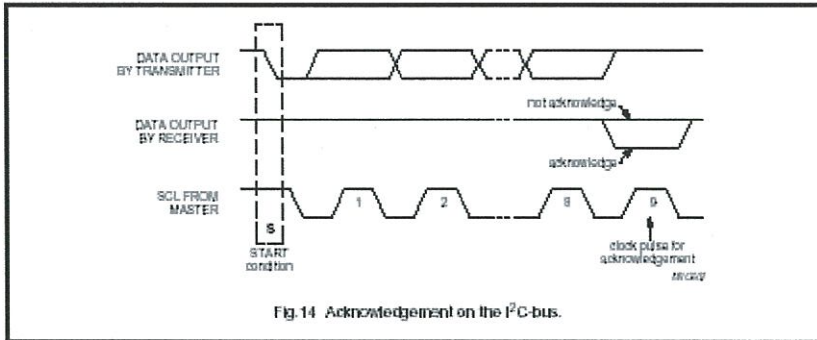 DATA OUTPUT
BY TRANSMITTER
not acknowledge
DATA OUTPUT
BY RECEIVER
acknowledge
SCL FROM
MASTER
1
2
8
9
S
START
condition
clock pulse for
acknowledgement
Fig.14 Acknowledgement on the I²C-bus.